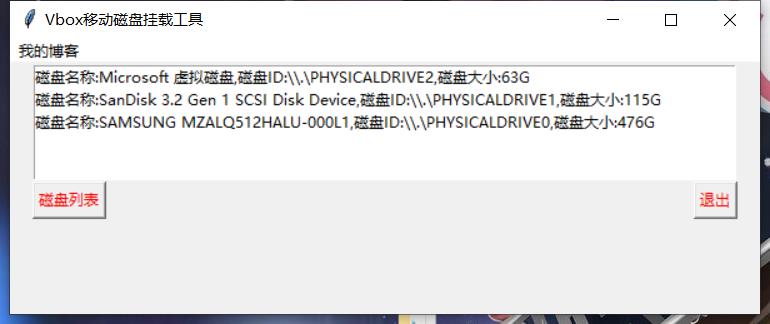 Vbox移动磁盘挂载工具
我的博客
磁盘名称:Microsoft 虚拟磁盘,磁盘ID:\\.\PHYSICALDRIVE2,磁盘大小:63G
磁盘名称:SanDisk 3.2 Gen 1 SCSI Disk Device,磁盘ID:\\.\PHYSICALDRIVE1,磁盘大小:115G
磁盘名称:SAMSUNG MZALQ512HALU-000L1,磁盘ID:\\.\PHYSICALDRIVE0,磁盘大小:476G
磁盘列表
退出